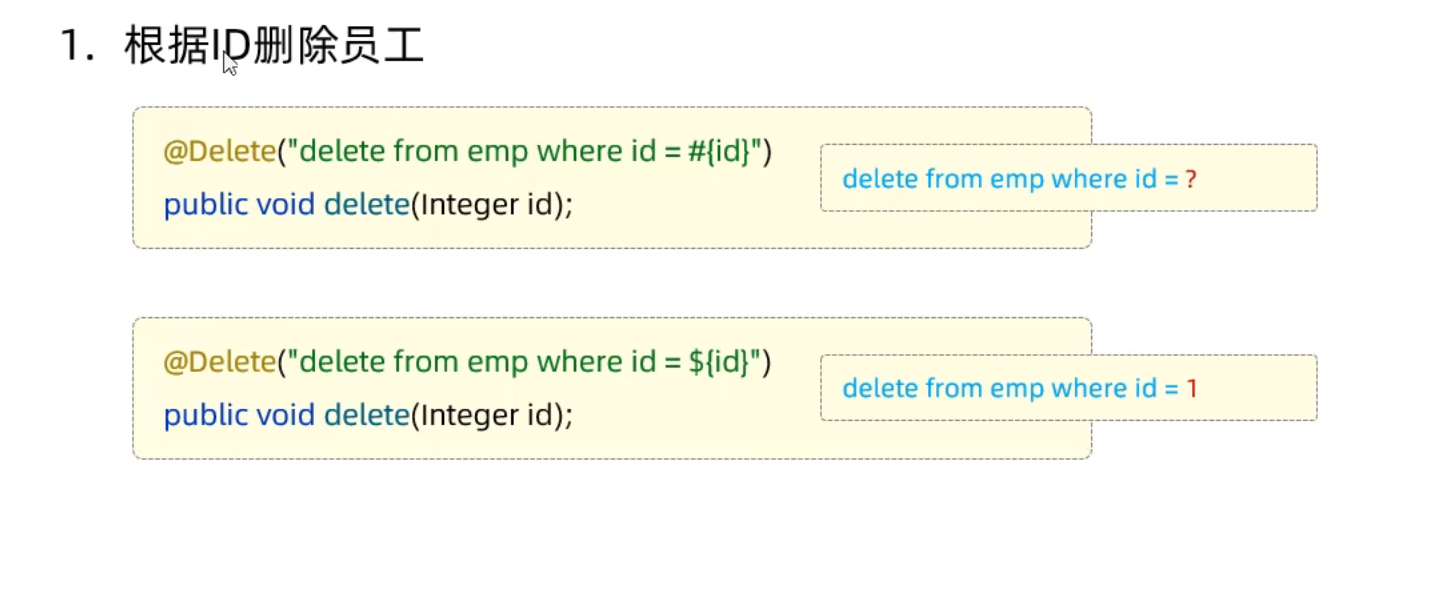 1. 根据ID删除员工
@Delete("delete from emp where id = #{id}")
public void delete(Integer id);
delete from emp where id = ?
@Delete("delete from emp where id = ${id}")
public void delete(Integer id);
delete from emp where id = 1